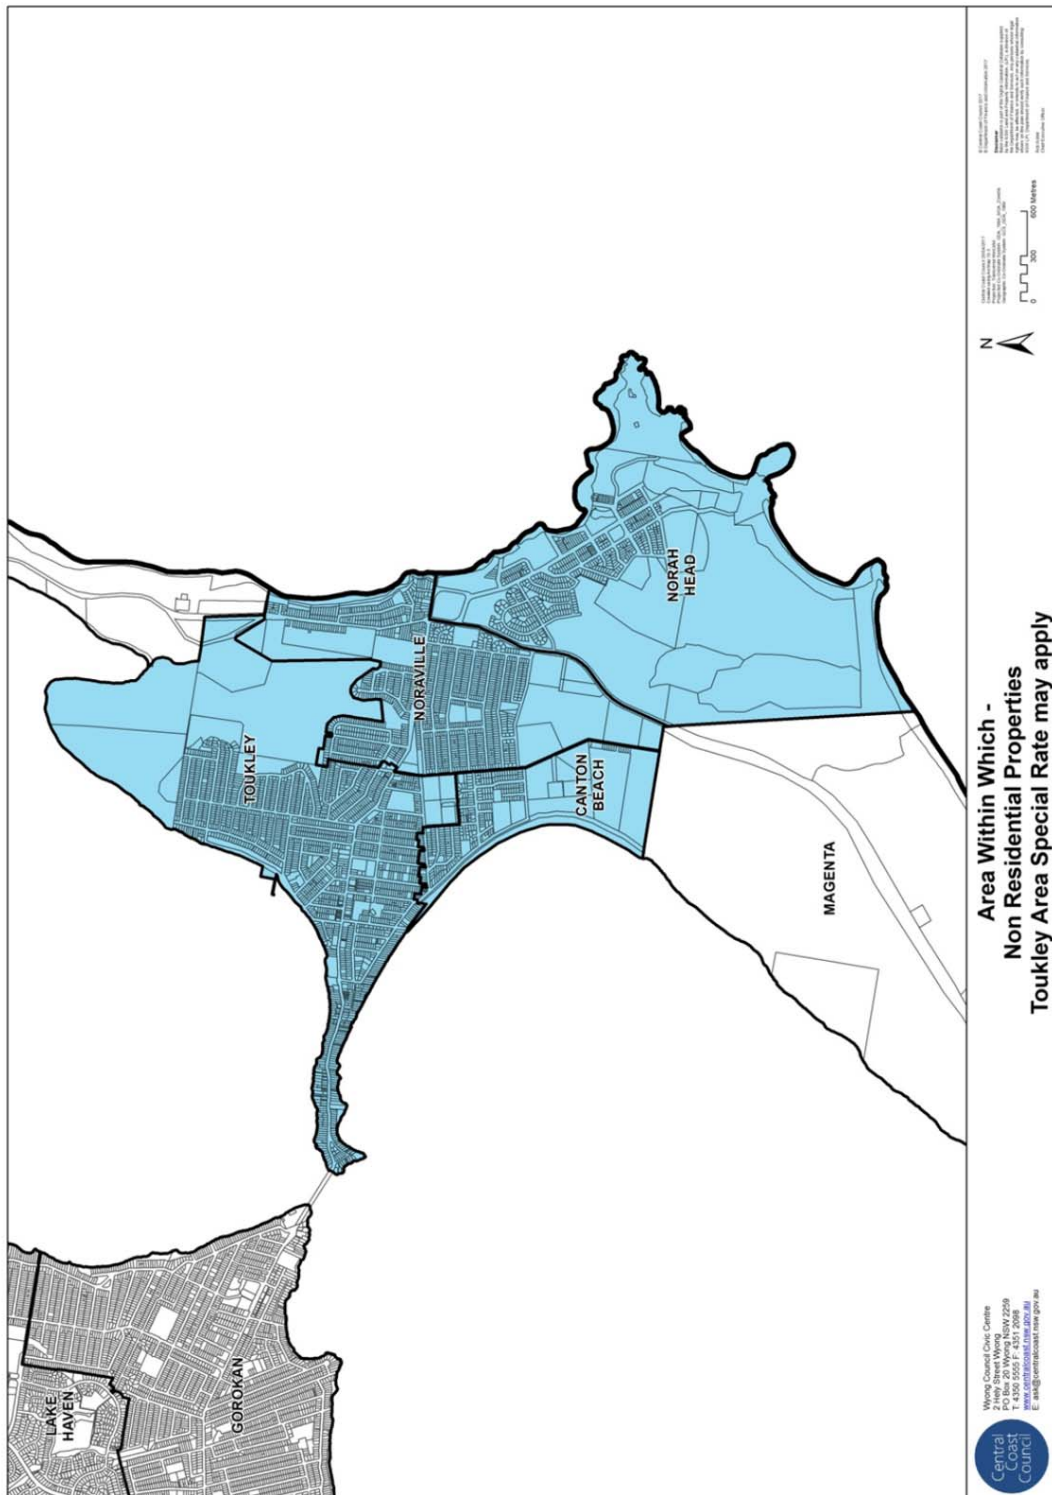 LAKE
HAVEN
GOROKAN
TOUKLEY
NORAVILLE
CANTON
BEACH
NORAH
HEAD
MAGENTA
Central
Coast
Council
Wyong Council Civic Centre
2 Hely Street Wyong
PO Box 20 Wyong NSW 2259
T: 4350 5555 F: 4351 2098
www.centralcoast.nsw.gov.au
E: ask@centralcoast.nsw.gov.au
Area Within Which -
Non Residential Properties
Toukley Area Special Rate may apply
N
0 300 600 Metres
Disclaimer